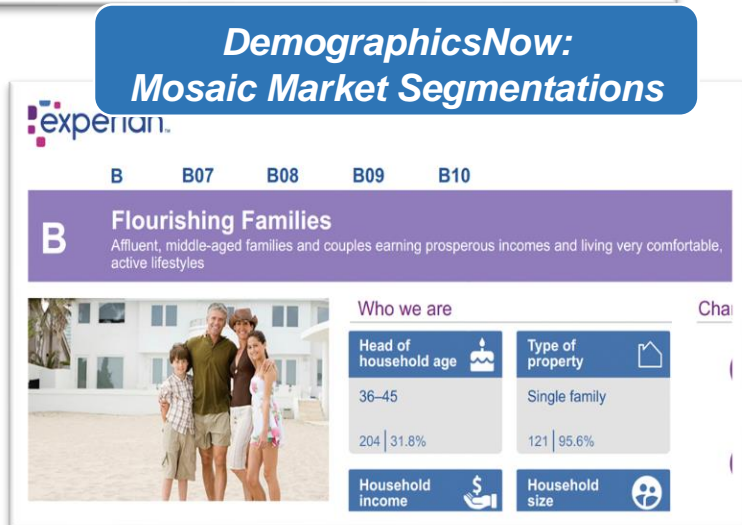 DemographicsNow:
Mosaic Market Segmentations
experian™
B B07 B08 B09 B10
B
Flourishing Families
Affluent, middle-aged families and couples earning prosperous incomes and living very comfortable,
active lifestyles
Who we are
Head of
household age
36–45
204 | 31.8%
Type of
property
Single family
121 | 95.6%
Household
income
Household
size